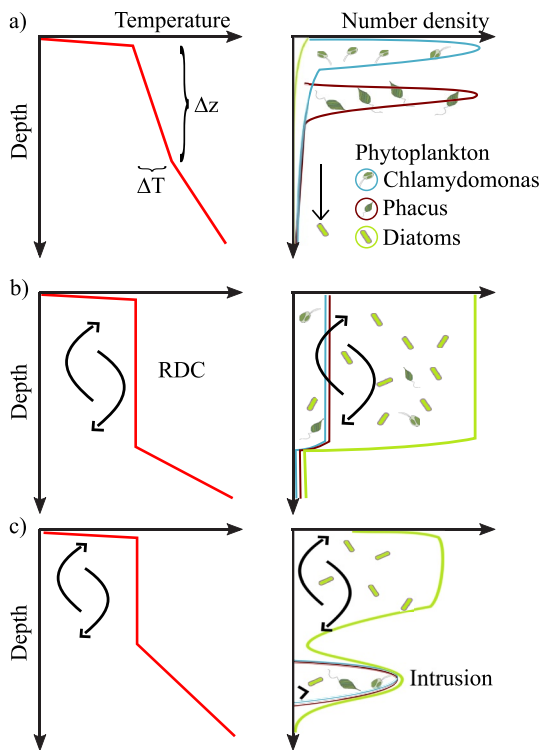 a) Temperature Number density
Depth
Δz
ΔT
Phytoplankton
Chlamydomonas
Phacus
Diatoms
b)
Depth
RDC
c)
Depth
Intrusion